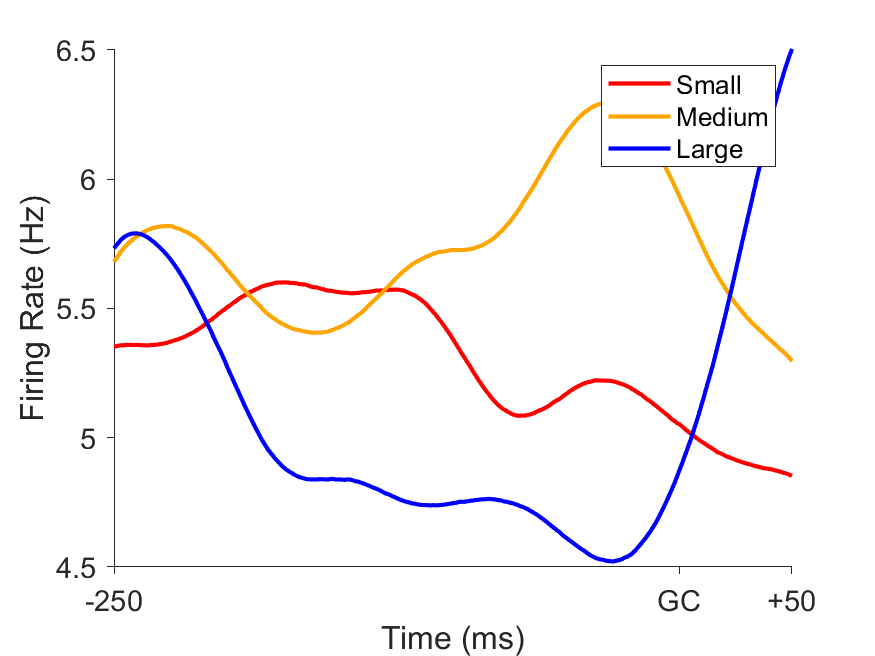 6.5
6
5.5
5
4.5
Firing Rate (Hz)
Small
Medium
Large
-250
GC
+50
Time (ms)